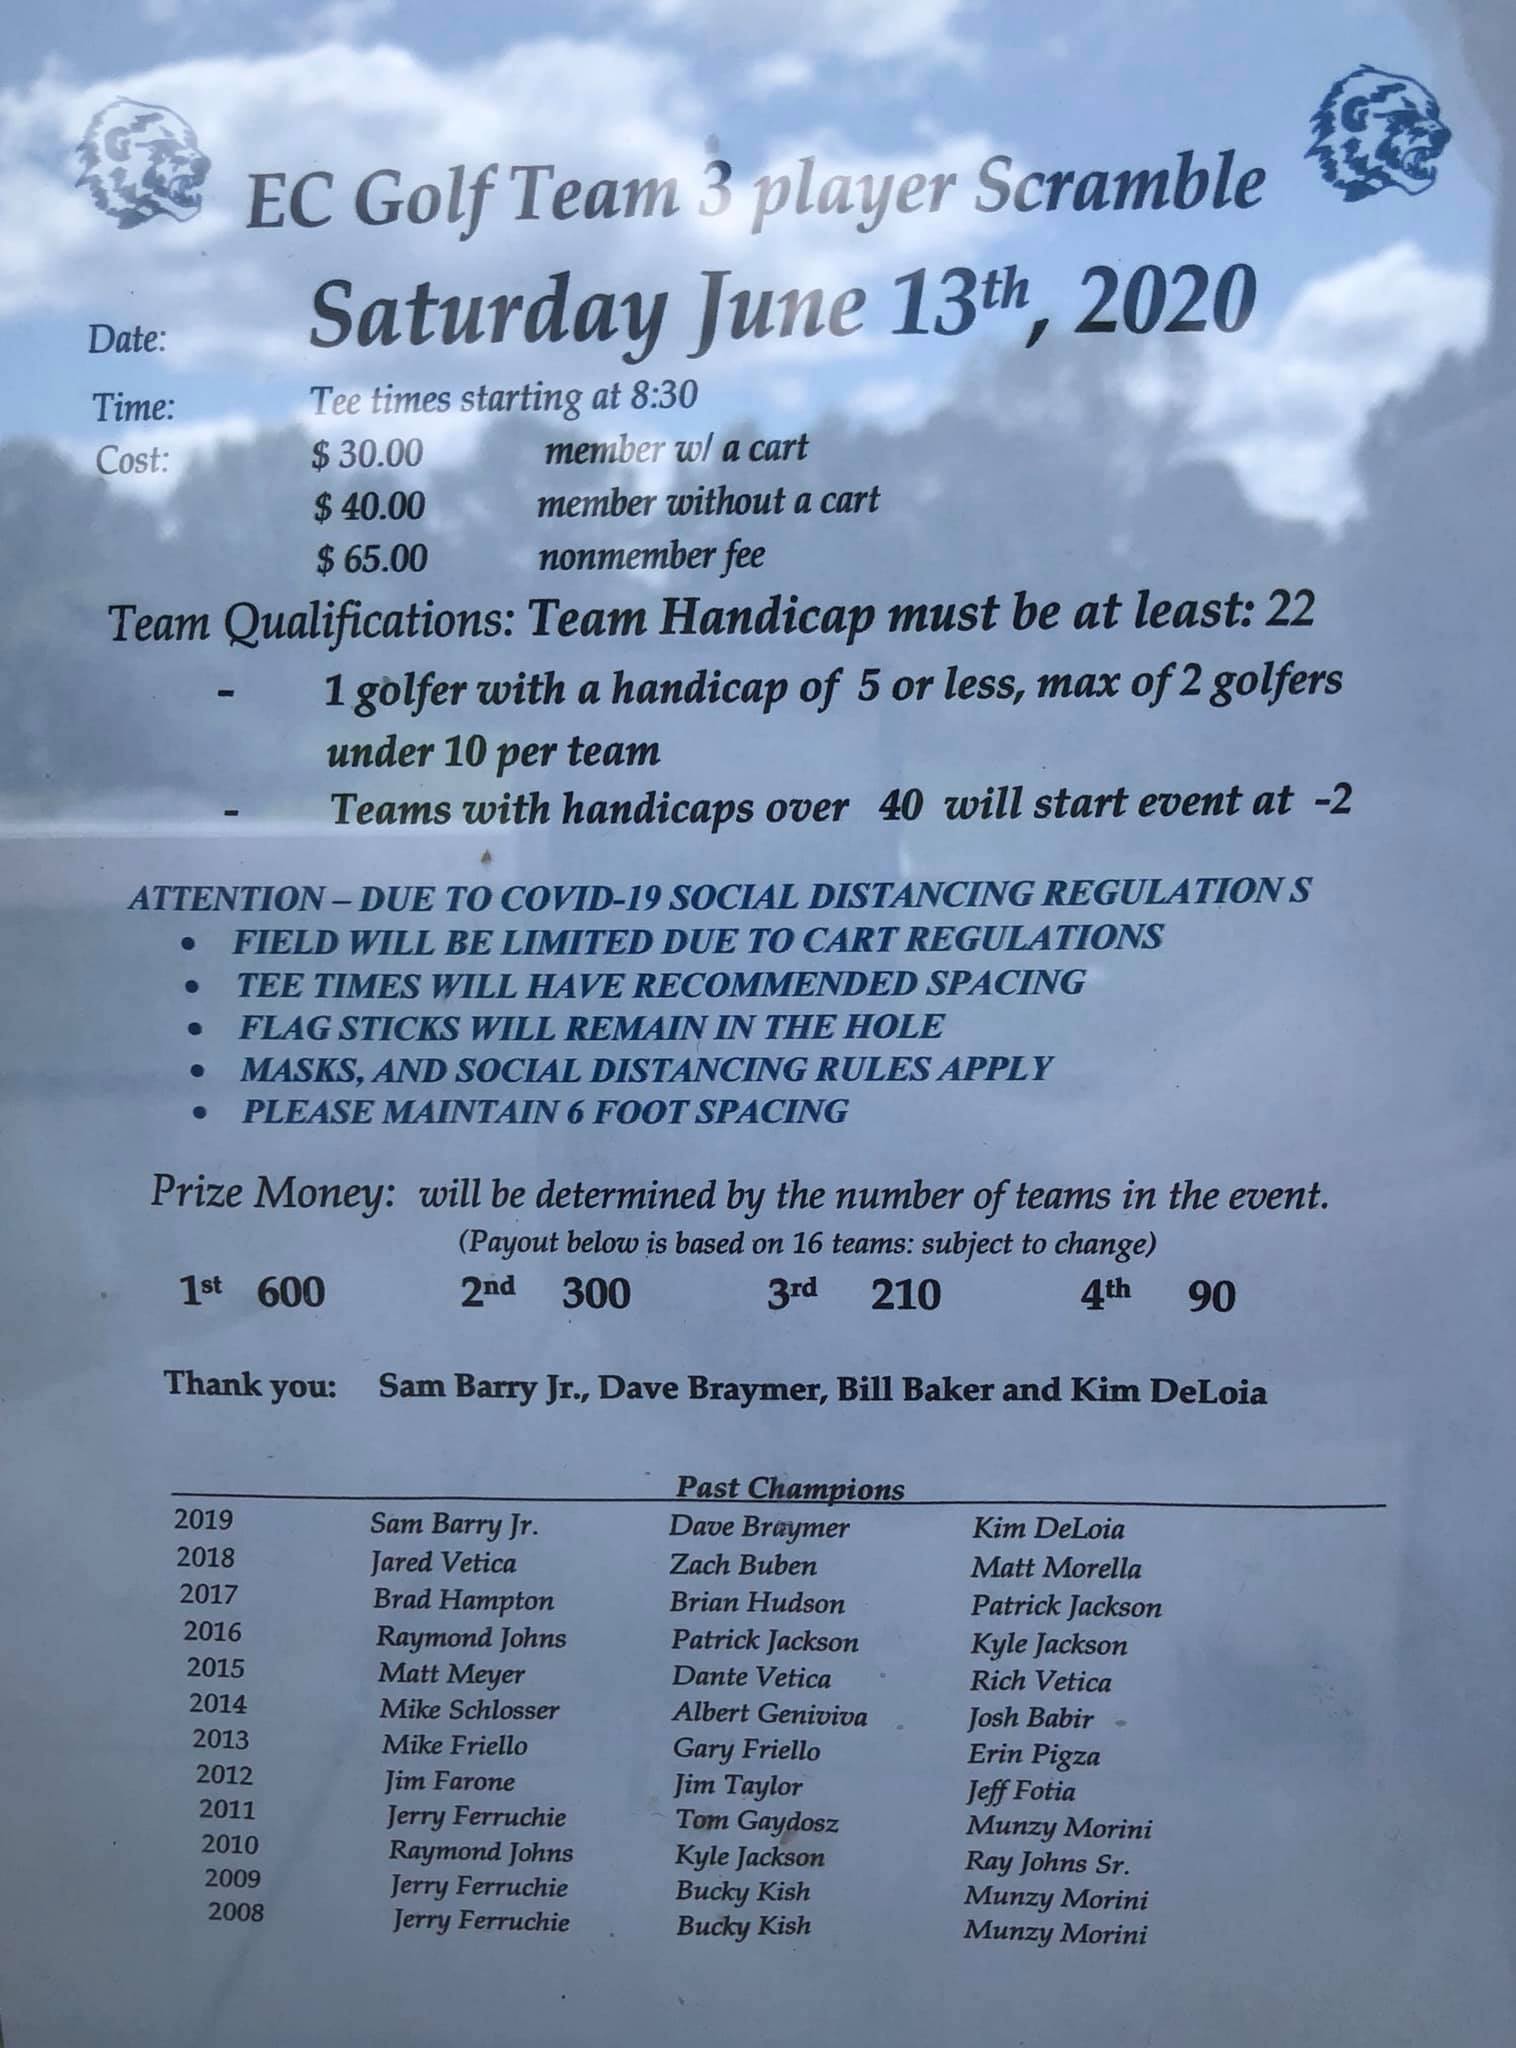 EC Golf Team 3 player Scramble
Date: Saturday June 13th, 2020
Time: Tee times starting at 8:30
Cost: $ 30.00 member w/ a cart
$ 40.00 member without a cart
$ 65.00 nonmember fee
Team Qualifications: Team Handicap must be at least: 22
- 1 golfer with a handicap of 5 or less, max of 2 golfers
under 10 per team
- Teams with handicaps over 40 will start event at -2
ATTENTION – DUE TO COVID-19 SOCIAL DISTANCING REGULATION S
• FIELD WILL BE LIMITED DUE TO CART REGULATIONS
• TEE TIMES WILL HAVE RECOMMENDED SPACING
• FLAG STICKS WILL REMAIN IN THE HOLE
• MASKS, AND SOCIAL DISTANCING RULES APPLY
• PLEASE MAINTAIN 6 FOOT SPACING
Prize Money: will be determined by the number of teams in the event.
(Payout below is based on 16 teams: subject to change)
1st 600 2nd 300 3rd 210 4th 90
Thank you: Sam Barry Jr., Dave Braymer, Bill Baker and Kim DeLoia
Past Champions
2019 Sam Barry Jr. Dave Braymer Kim DeLoia
2018 Jared Vetica Zach Buben Matt Morella
2017 Brad Hampton Brian Hudson Patrick Jackson
2016 Raymond Johns Patrick Jackson Kyle Jackson
2015 Matt Meyer Dante Vetica Rich Vetica
2014 Mike Schlosser Albert Geniviva Josh Babir
2013 Mike Friello Gary Friello Erin Pigza
2012 Jim Farone Jim Taylor Jeff Fotia
2011 Jerry Ferruchie Tom Gaydosz Munzy Morini
2010 Raymond Johns Kyle Jackson Ray Johns Sr.
2009 Jerry Ferruchie Bucky Kish Munzy Morini
2008 Jerry Ferruchie Bucky Kish Munzy Morini